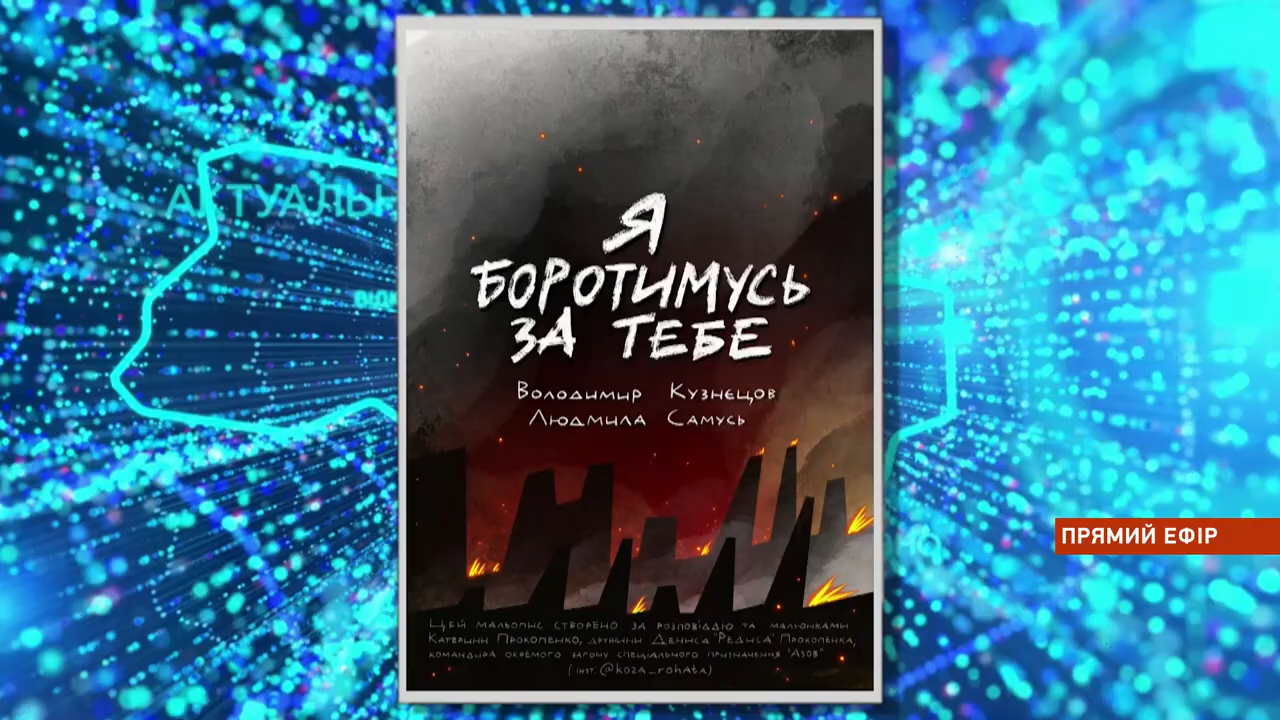 АКТУАЛЬН
Я
БОРОТИМУСЬ
ЗА ТЕБЕ
Володимир Кузнецов
Людмила Самусь
ПРЯМИЙ ЕФІР
Цей мальопис створено за розповіддю та малюнками
Катерини Прокопенко, дружини Дениса "Редиса" Прокопенка,
командира окремого загону спеціального призначення "Азов"
(inst: @koza_rohata)